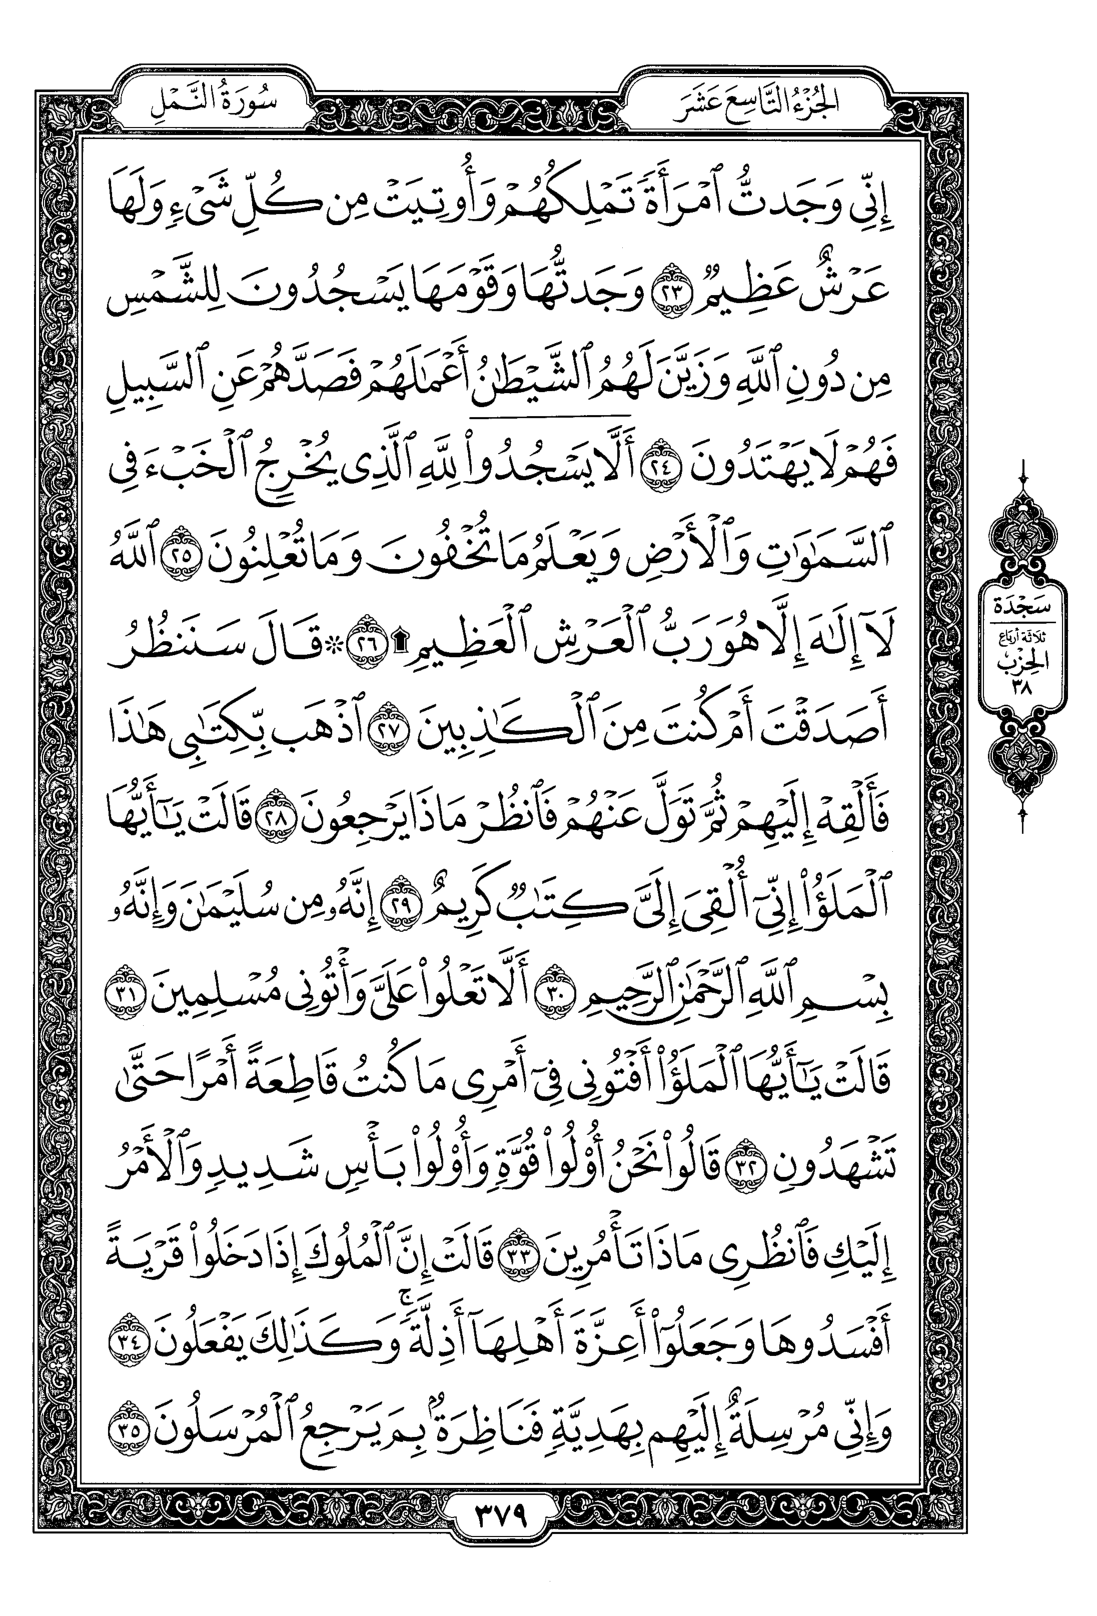 الجُزْءُ التَّاسِعَ عَشَرَ
سُورَةُ النَّمْلِ
إِنِّي وَجَدتُّ ٱمْرَأَةً تَمْلِكُهُمْ وَأُوتِيَتْ مِن كُلِّ شَيْءٍ وَلَهَا
عَرْشٌ عَظِيمٌ ٢٣ وَجَدتُّهَا وَقَوْمَهَا يَسْجُدُونَ لِلشَّمْسِ
مِن دُونِ ٱللَّهِ وَزَيَّنَ لَهُمُ ٱلشَّيْطَٰنُ أَعْمَٰلَهُمْ فَصَدَّهُمْ عَنِ ٱلسَّبِيلِ
فَهُمْ لَا يَهْتَدُونَ ٢٤ أَلَّا يَسْجُدُوا۟ لِلَّهِ ٱلَّذِي يُخْرِجُ ٱلْخَبْءَ فِي
ٱلسَّمَٰوَٰتِ وَٱلْأَرْضِ وَيَعْلَمُ مَا تُخْفُونَ وَمَا تُعْلِنُونَ ٢٥ ٱللَّهُ
لَآ إِلَٰهَ إِلَّا هُوَ رَبُّ ٱلْعَرْشِ ٱلْعَظِيمِ ۩ ٢٦ * قَالَ سَنَنظُرُ
أَصَدَقْتَ أَمْ كُنتَ مِنَ ٱلْكَٰذِبِينَ ٢٧ ٱذْهَب بِّكِتَٰبِي هَٰذَا
فَأَلْقِهْ إِلَيْهِمْ ثُمَّ تَوَلَّ عَنْهُمْ فَٱنظُرْ مَاذَا يَرْجِعُونَ ٢٨ قَالَتْ يَٰٓأَيُّهَا
ٱلْمَلَؤُا۟ إِنِّيٓ أُلْقِيَ إِلَيَّ كِتَٰبٌ كَرِيمٌ ٢٩ إِنَّهُۥ مِن سُلَيْمَٰنَ وَإِنَّهُۥ
بِسْمِ ٱللَّهِ ٱلرَّحْمَٰنِ ٱلرَّحِيمِ ٣٠ أَلَّا تَعْلُوا۟ عَلَيَّ وَأْتُونِي مُسْلِمِينَ ٣١
قَالَتْ يَٰٓأَيُّهَا ٱلْمَلَؤُا۟ أَفْتُونِي فِيٓ أَمْرِي مَا كُنتُ قَاطِعَةً أَمْرًا حَتَّىٰ
تَشْهَدُونِ ٣٢ قَالُوا۟ نَحْنُ أُو۟لُوا۟ قُوَّةٍ وَأُو۟لُوا۟ بَأْسٍ شَدِيدٍ وَٱلْأَمْرُ
إِلَيْكِ فَٱنظُرِي مَاذَا تَأْمُرِينَ ٣٣ قَالَتْ إِنَّ ٱلْمُلُوكَ إِذَا دَخَلُوا۟ قَرْيَةً
أَفْسَدُوهَا وَجَعَلُوٓا۟ أَعِزَّةَ أَهْلِهَآ أَذِلَّةً ۚ وَكَذَٰلِكَ يَفْعَلُونَ ٣٤
وَإِنِّي مُرْسِلَةٌ إِلَيْهِم بِهَدِيَّةٍ فَنَاظِرَةٌۢ بِمَ يَرْجِعُ ٱلْمُرْسَلُونَ ٣٥
سَجْدَة
ثلاثة أرباع
الحِزْب
٣٨
٣٧٩